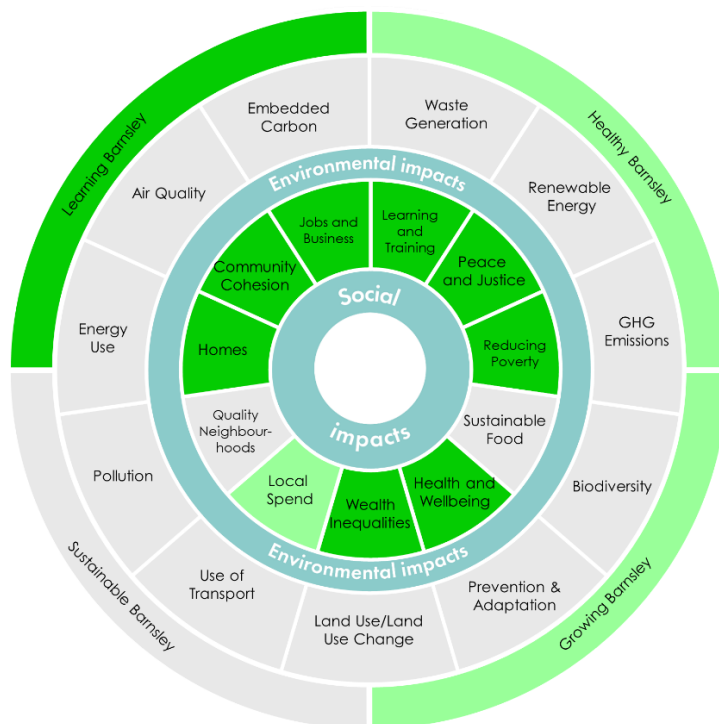 Learning Barnsley
Healthy Barnsley
Embedded
Carbon
Waste
Generation
Air Quality
Renewable
Energy
Energy
Use
GHG
Emissions
Pollution
Biodiversity
Use of
Transport
Prevention &
Adaptation
Land Use/Land
Use Change
Sustainable Barnsley
Growing Barnsley
Environmental impacts
Jobs and
Business
Learning
and
Training
Community
Cohesion
Peace
and Justice
Homes
Reducing
Poverty
Quality
Neighbour-
hoods
Sustainable
Food
Local
Spend
Wealth
Inequalities
Health and
Wellbeing
Social
impacts
Environmental impacts